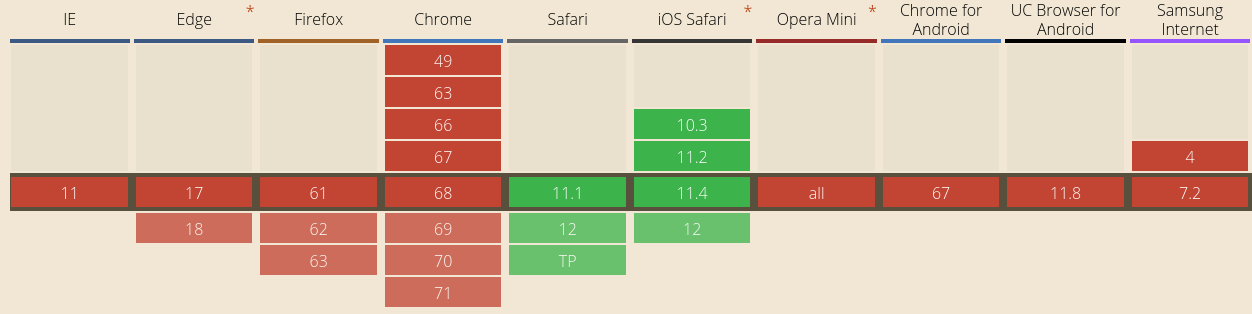 IE Edge * Firefox Chrome Safari iOS Safari * Opera Mini * Chrome for Android UC Browser for Android Samsung Internet
49
63
66 10.3
67 11.2 4
11 17 61 68 11.1 11.4 all 67 11.8 7.2
18 62 69 12 12
63 70 TP
71